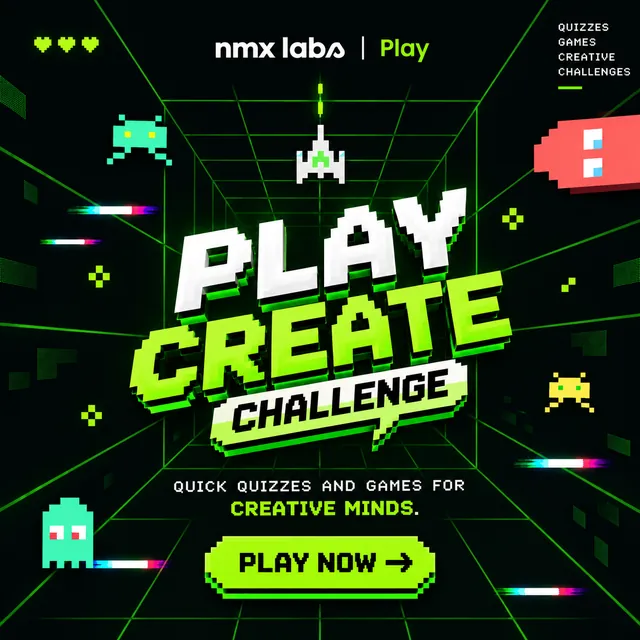 nmx labs | Play
QUIZZES
GAMES
CREATIVE
CHALLENGES
PLAY
CREATE
CHALLENGE
QUICK QUIZZES AND GAMES FOR
CREATIVE MINDS.
PLAY NOW →